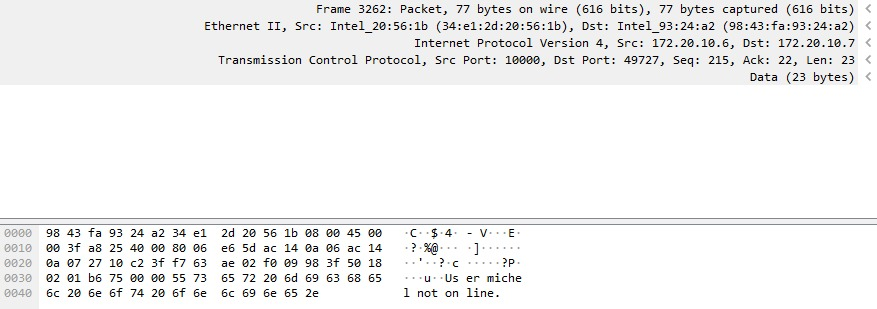 Frame 3262: Packet, 77 bytes on wire (616 bits), 77 bytes captured (616 bits)
Ethernet II, Src: Intel_20:56:1b (34:e1:2d:20:56:1b), Dst: Intel_93:24:a2 (98:43:fa:93:24:a2)
Internet Protocol Version 4, Src: 172.20.10.6, Dst: 172.20.10.7
Transmission Control Protocol, Src Port: 10000, Dst Port: 49727, Seq: 215, Ack: 22, Len: 23
Data (23 bytes)
0000 98 43 fa 93 24 a2 34 e1 2d 20 56 1b 08 00 45 00 ·C··$·4· - V···E·
0010 00 3f a8 25 40 00 80 06 e6 5d ac 14 0a 06 ac 14 ·?·%@··· ·]······
0020 0a 07 27 10 c2 3f f7 63 ae 02 f0 09 98 3f 50 18 ··'··?·c ·····?P·
0030 02 01 b6 75 00 00 55 73 65 72 20 6d 69 63 68 65 ···u··Us er miche
0040 6c 20 6e 6f 74 20 6f 6e 6c 69 6e 65 2e l not on line.